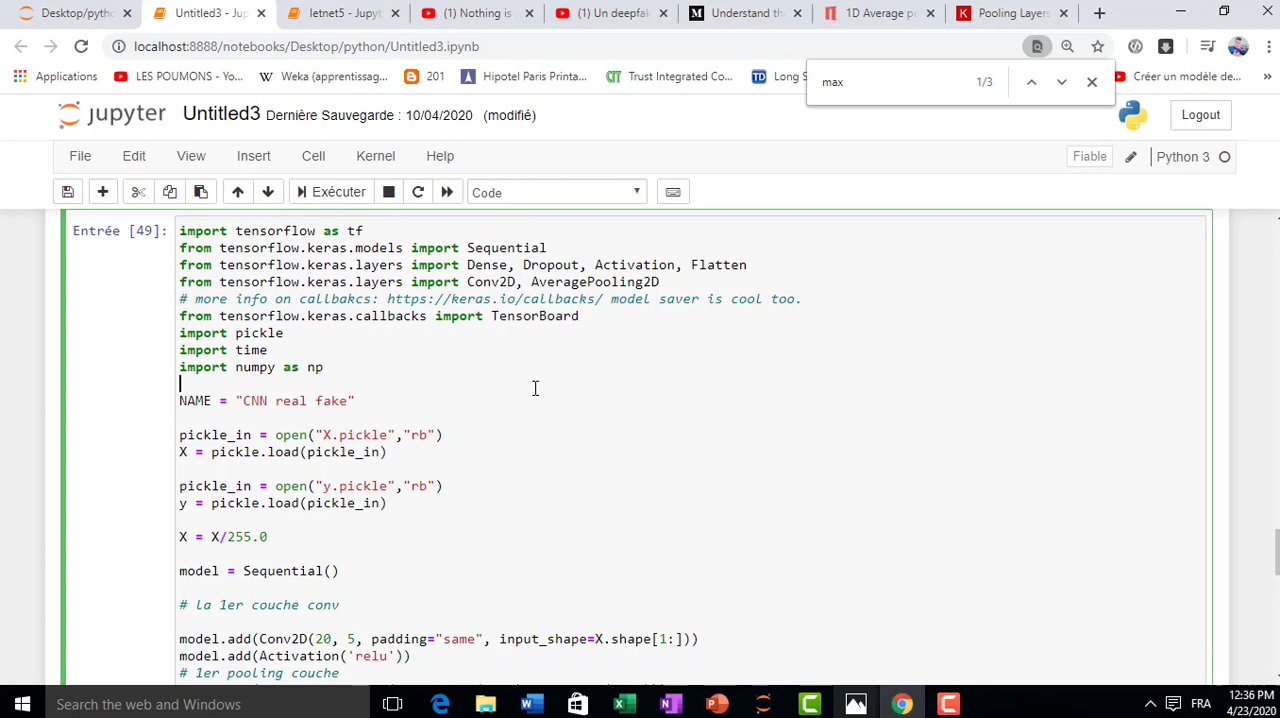 Desktop/pytho
Untitled3 - Jup
letnet5 - Jupyt
(1) Nothing is
(1) Un deepfak
Understand the
1D Average po
Pooling Layers
localhost:8888/notebooks/Desktop/python/Untitled3.ipynb
Applications
LES POUMONS - Yo...
Weka (apprentissag...
201
Hipotel Paris Printa...
Trust Integrated Co...
Long S
Créer un modèle de...
max
1/3
jupyter
Untitled3 Dernière Sauvegarde : 10/04/2020 (modifié)
Logout
File
Edit
View
Insert
Cell
Kernel
Help
Fiable
Python 3
Exécuter
Code
Entrée [49]:
import tensorflow as tf
from tensorflow.keras.models import Sequential
from tensorflow.keras.layers import Dense, Dropout, Activation, Flatten
from tensorflow.keras.layers import Conv2D, AveragePooling2D
# more info on callbakcs: https://keras.io/callbacks/ model saver is cool too.
from tensorflow.keras.callbacks import TensorBoard
import pickle
import time
import numpy as np
NAME = "CNN real fake"
pickle_in = open("X.pickle","rb")
X = pickle.load(pickle_in)
pickle_in = open("y.pickle","rb")
y = pickle.load(pickle_in)
X = X/255.0
model = Sequential()
# la 1er couche conv
model.add(Conv2D(20, 5, padding="same", input_shape=X.shape[1:]))
model.add(Activation('relu'))
# 1er pooling couche
Search the web and Windows
FRA
12:36 PM
4/23/2020